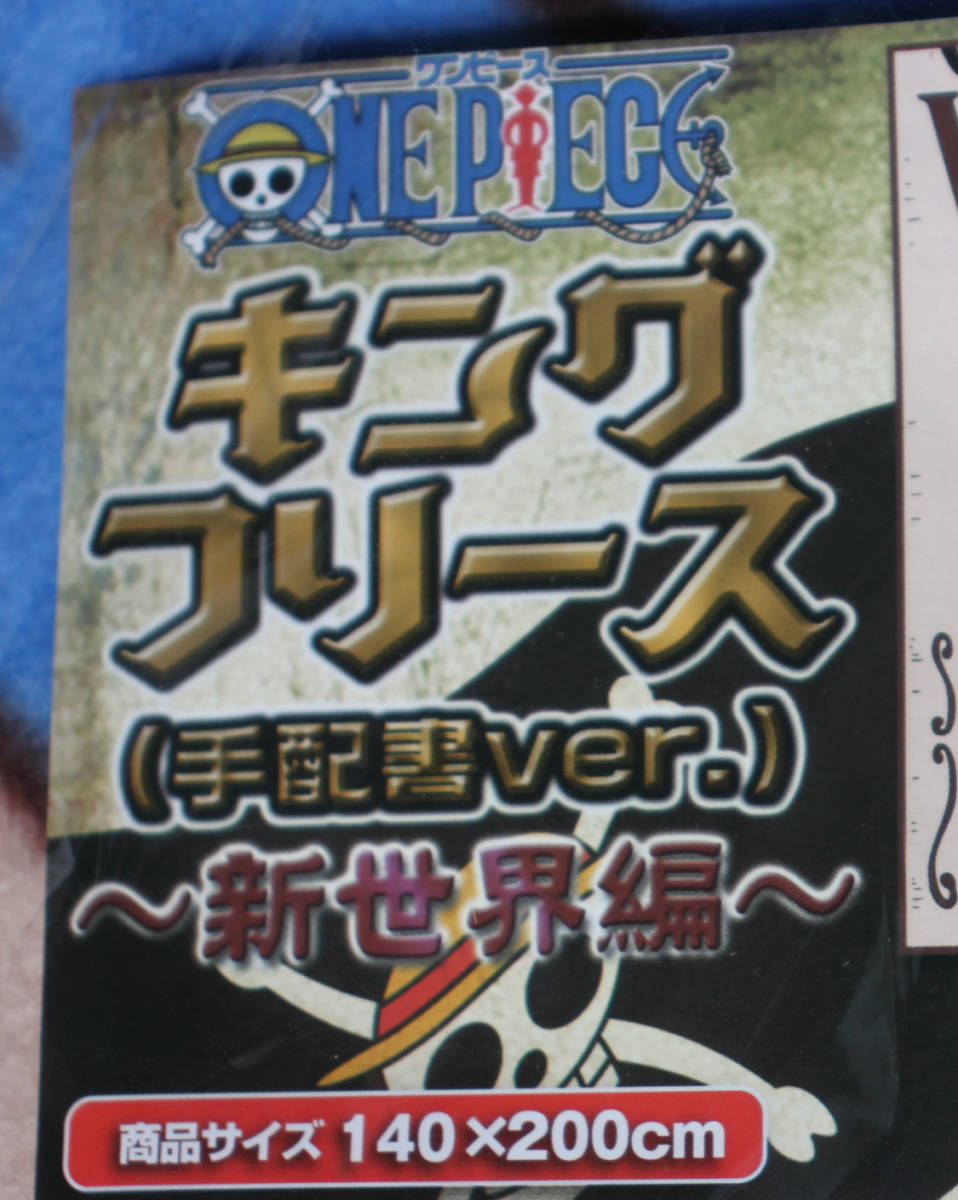 ワンピース
ONE PIECE
キング
フリース
(手配書ver.)
～新世界編～
商品サイズ 140×200cm